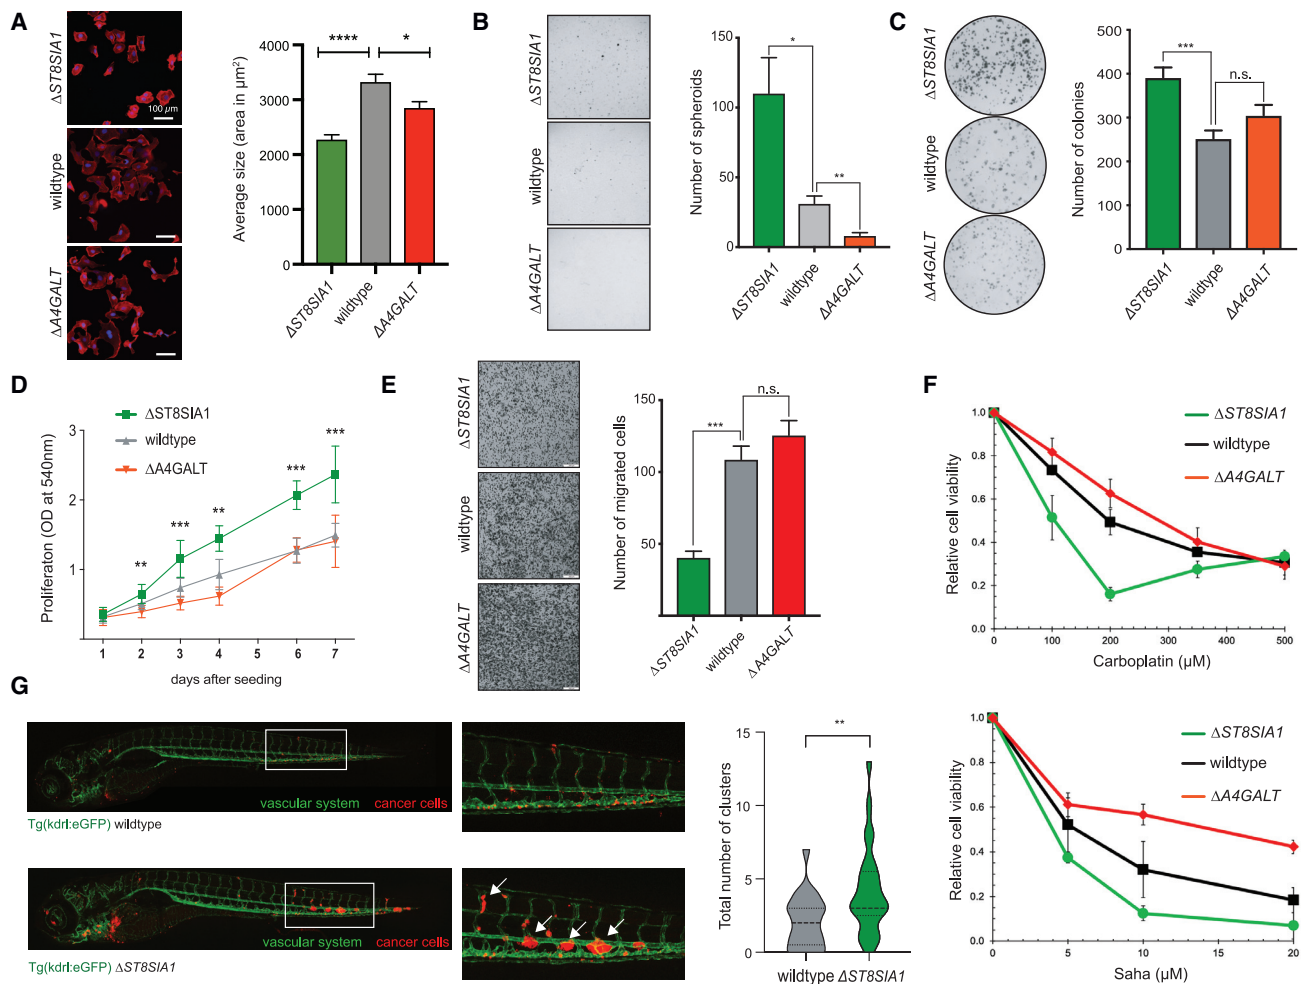 A
ΔST8SIA1
wildtype
ΔA4GALT
100 µm
Average size (area in µm²)
4000
3000
2000
1000
0
****
*
ΔST8SIA1
wildtype
ΔA4GALT
B
ΔST8SIA1
wildtype
ΔA4GALT
Number of spheroids
150
100
50
0
*
**
ΔST8SIA1
wildtype
ΔA4GALT
C
ΔST8SIA1
wildtype
ΔA4GALT
Number of colonies
500
400
300
200
100
0
***
n.s.
ΔST8SIA1
wildtype
ΔA4GALT
D
ΔST8SIA1
wildtype
ΔA4GALT
Proliferaton (OD at 540nm)
3
2
1
**
***
**
***
***
1 2 3 4 5 6 7
days after seeding
E
ΔST8SIA1
wildtype
ΔA4GALT
Number of migrated cells
150
100
50
***
n.s.
ΔST8SIA1
wildtype
ΔA4GALT
F
Relative cell viability
1.0
0.8
0.6
0.4
0.2
0.0
ΔST8SIA1
wildtype
ΔA4GALT
0 100 200 300 400 500
Carboplatin (µM)
Relative cell viability
1.0
0.8
0.6
0.4
0.2
0.0
ΔST8SIA1
wildtype
ΔA4GALT
0 5 10 15 20
Saha (µM)
G
vascular system cancer cells
Tg(kdrl:eGFP) wildtype
vascular system cancer cells
Tg(kdrl:eGFP) ΔST8SIA1
Total number of clusters
15
10
5
0
**
wildtype ΔST8SIA1